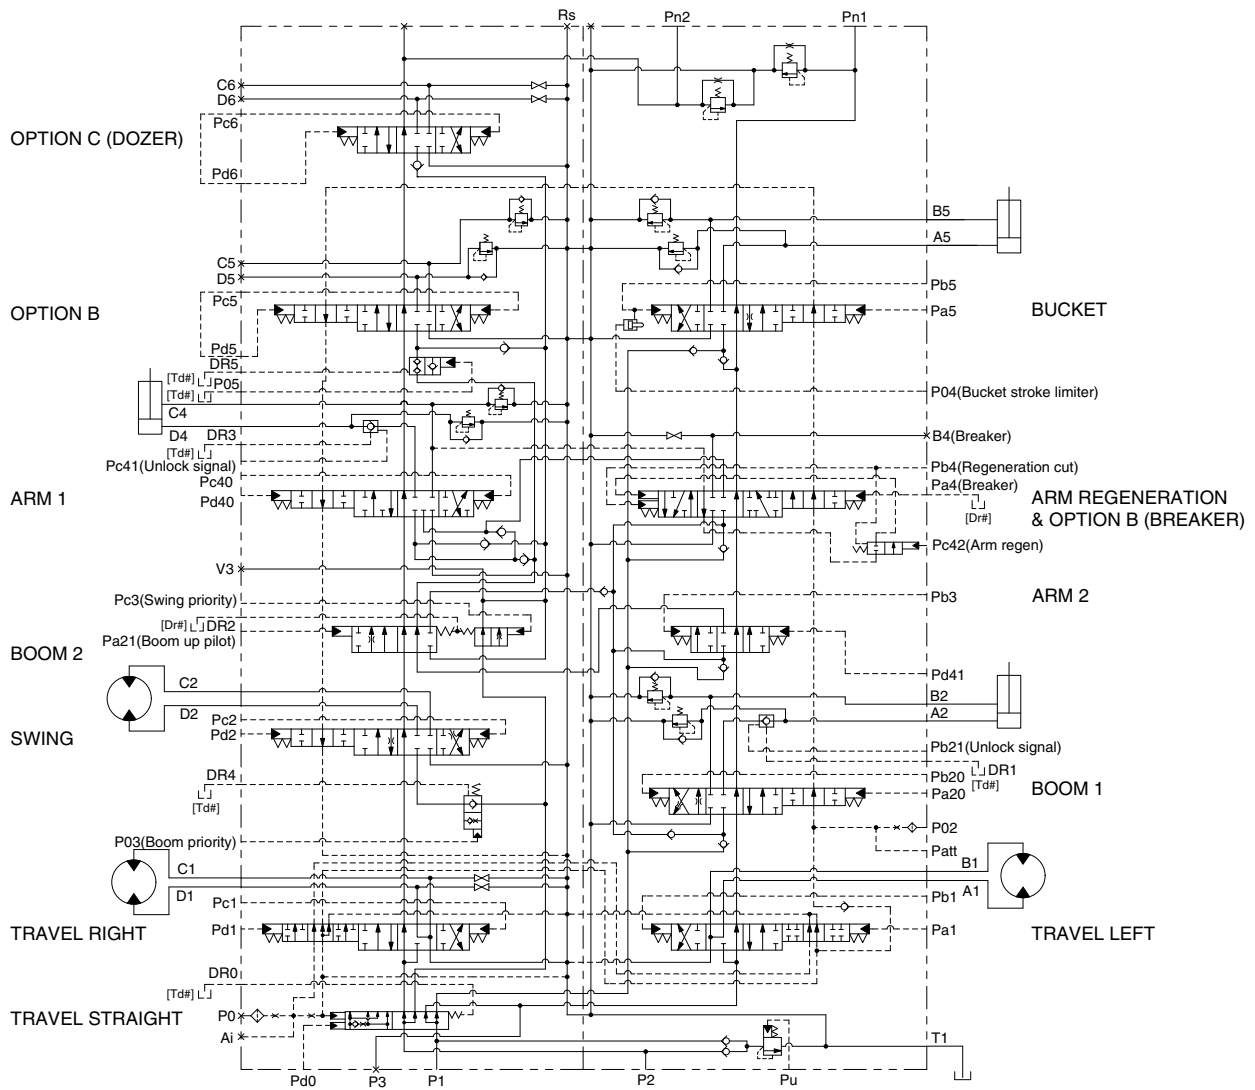 Rs Pn2 Pn1
C6
D6
Pc6
OPTION C (DOZER)
Pd6
B5
A5
C5
D5
Pc5
Pb5
OPTION B
Pa5
BUCKET
Pd5
DR5
[Td#]
P05
[Td#]
P04(Bucket stroke limiter)
C4
D4
DR3
[Td#]
B4(Breaker)
Pc41(Unlock signal)
Pb4(Regeneration cut)
Pc40
Pa4(Breaker)
ARM 1
Pd40
ARM REGENERATION
& OPTION B (BREAKER)
[Dr#]
Pc42(Arm regen)
V3
Pc3(Swing priority)
Pb3
ARM 2
[Dr#]
DR2
Pa21(Boom up pilot)
BOOM 2
Pd41
C2
B2
D2
A2
Pc2
SWING
Pd2
Pb21(Unlock signal)
DR4
Pb20
DR1
[Td#]
Pa20
[Td#]
BOOM 1
P03(Boom priority)
P02
Patt
C1
B1
D1
A1
Pc1
Pb1
TRAVEL RIGHT
Pd1
Pa1
TRAVEL LEFT
DR0
[Td#]
TRAVEL STRAIGHT
P0
Ai
T1
Pd0 P3 P1 P2 Pu